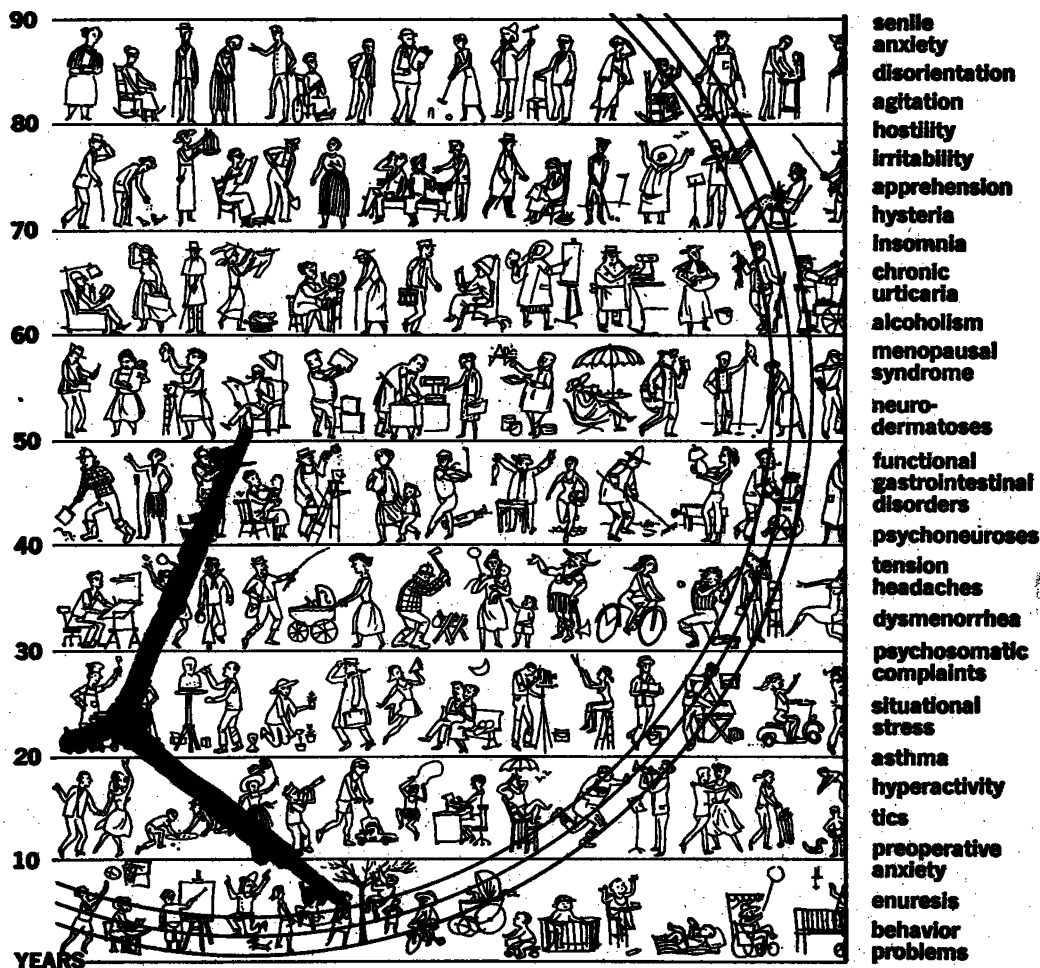 90
80
70
60
50
40
30
20
10
YEARS
senile
anxiety
disorientation
agitation
hostility
irritability
apprehension
hysteria
insomnia
chronic
urticaria
alcoholism
menopausal
syndrome
neuro-
dermatoses
functional
gastrointestinal
disorders
psychoneuroses
tension
headaches
dysmenorrhea
psychosomatic
complaints
situational
stress
asthma
hyperactivity
tics
preoperative
anxiety
enuresis
behavior
problems